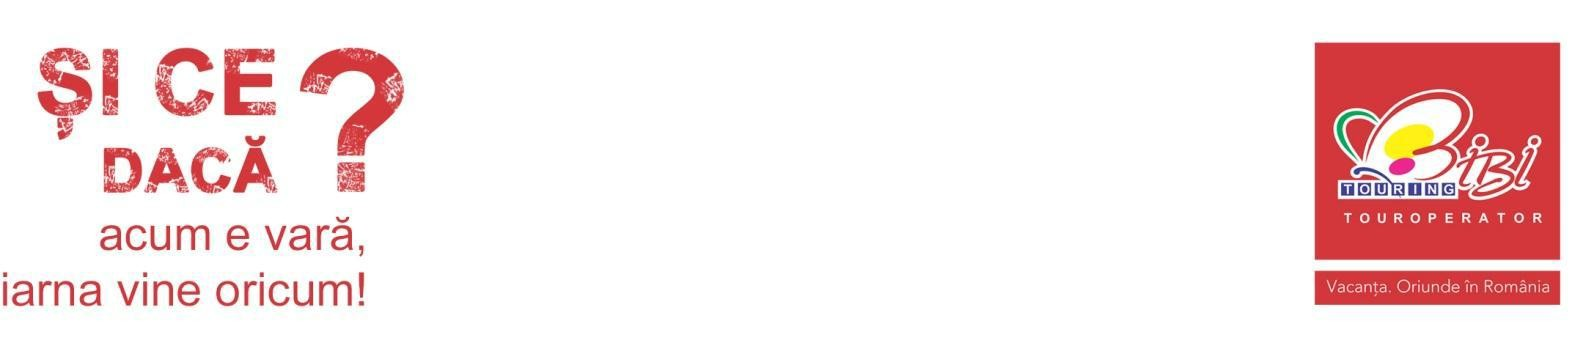 ȘI CE
DACĂ?
acum e vară,
iarna vine oricum!
BiBi
TOURING
TOUROPERATOR
Vacanța. Oriunde în România